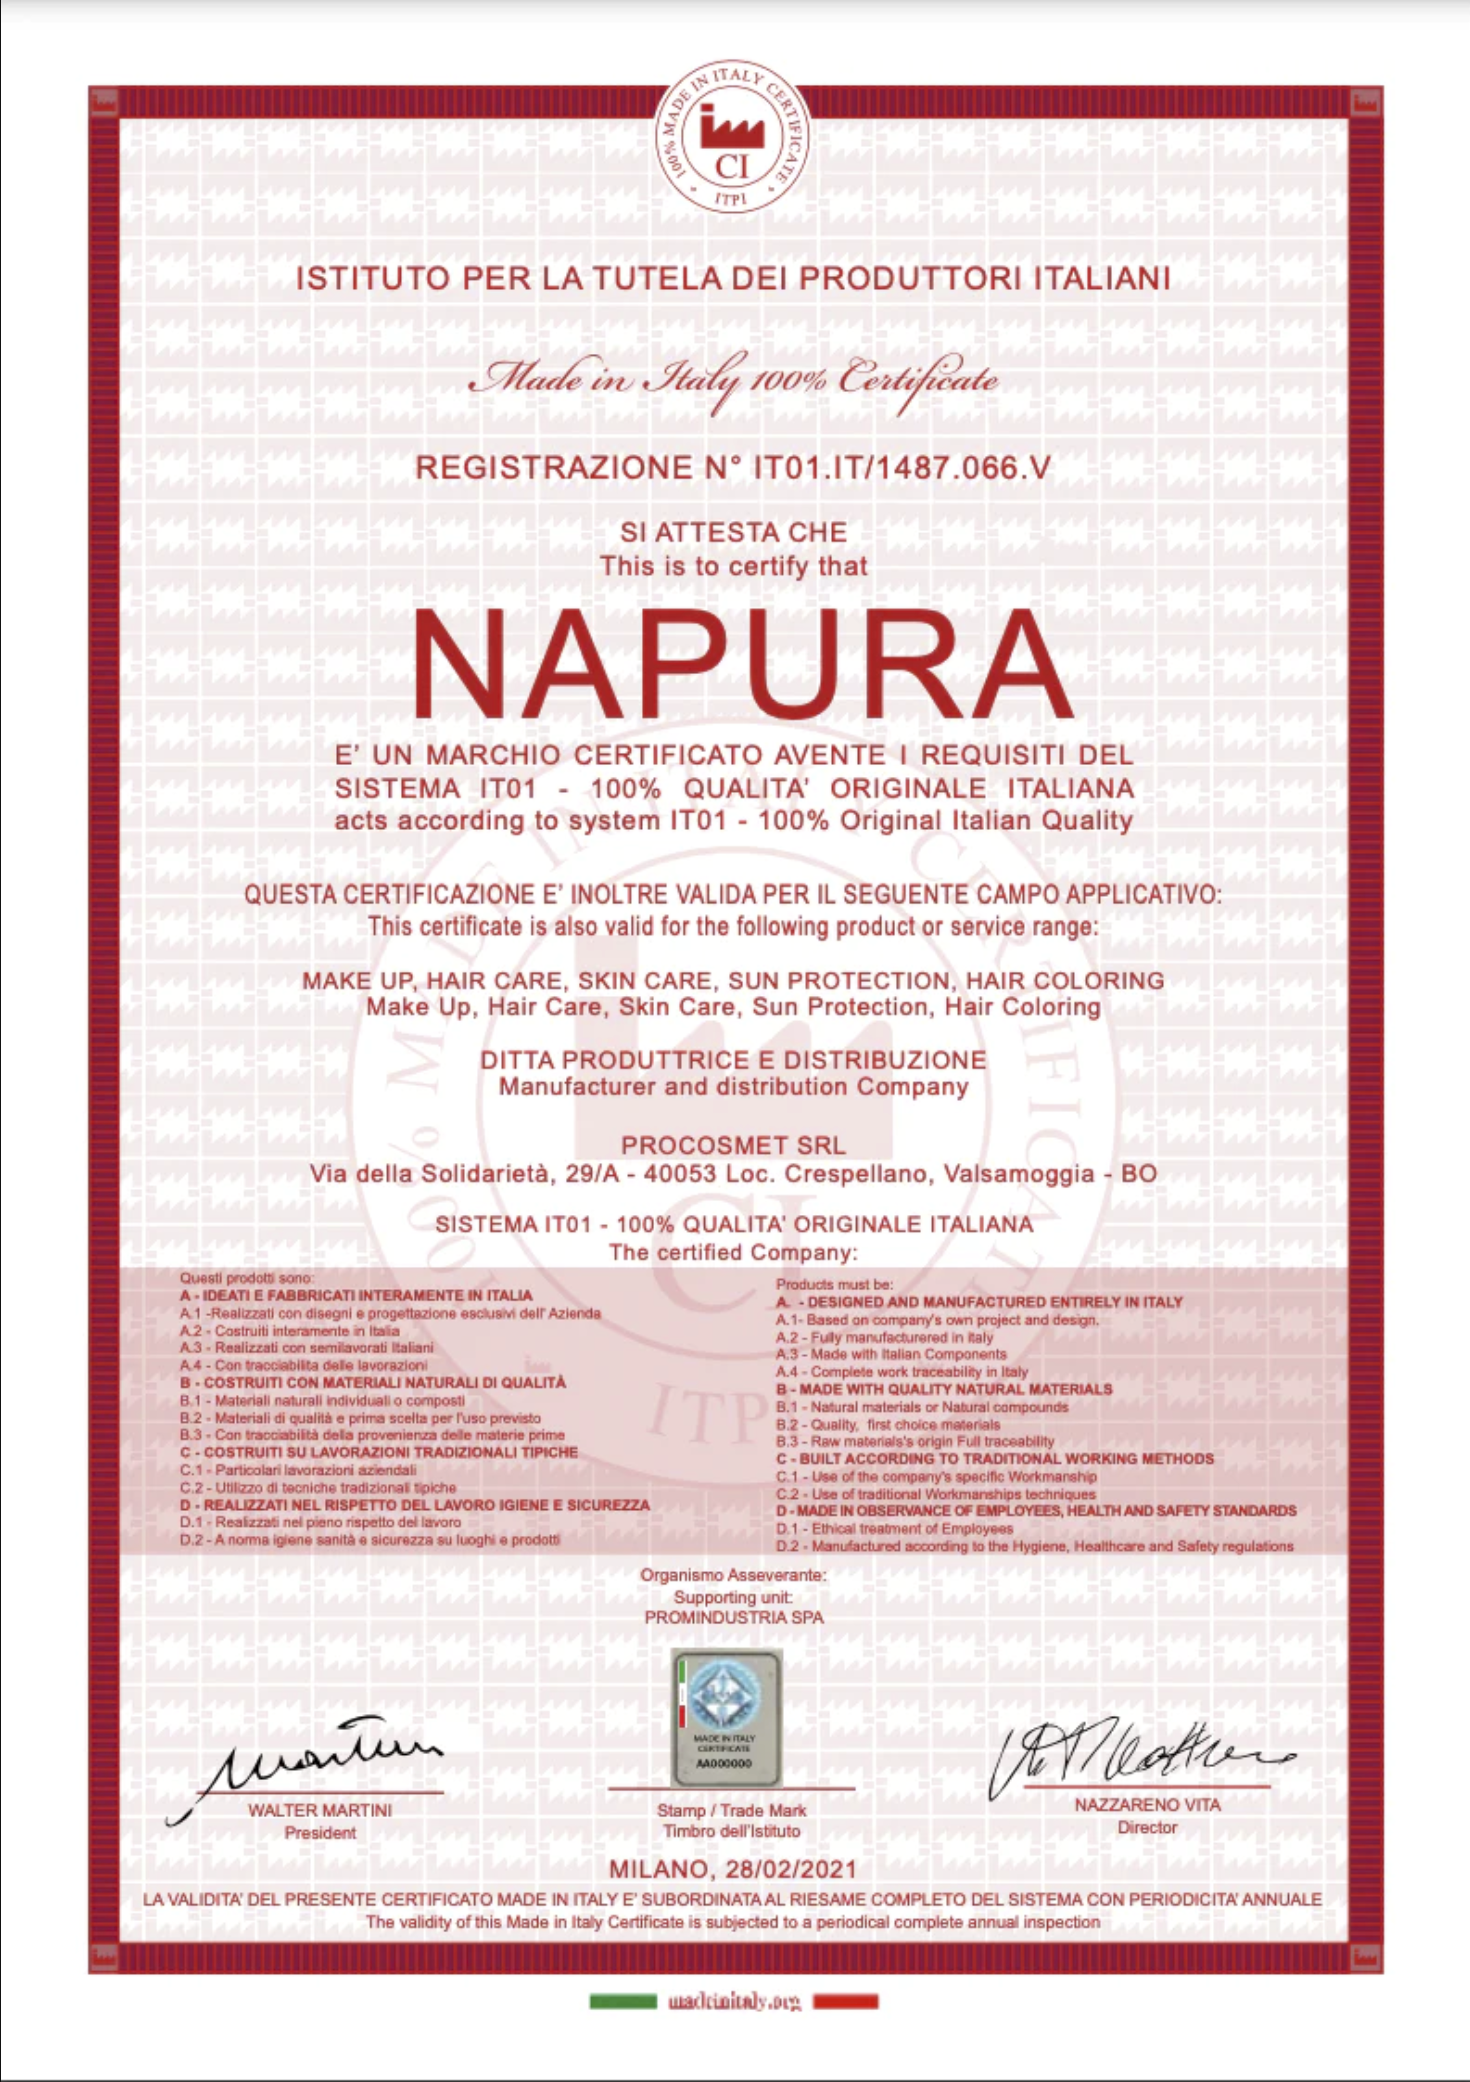 100% MADE IN ITALY CERTIFICATE
CI
ITPI
ISTITUTO PER LA TUTELA DEI PRODUTTORI ITALIANI
Made in Italy 100% Certificate
REGISTRAZIONE N° IT01.IT/1487.066.V
SI ATTESTA CHE
This is to certify that
NAPURA
E' UN MARCHIO CERTIFICATO AVENTE I REQUISITI DEL
SISTEMA IT01 - 100% QUALITA' ORIGINALE ITALIANA
acts according to system IT01 - 100% Original Italian Quality
QUESTA CERTIFICAZIONE E' INOLTRE VALIDA PER IL SEGUENTE CAMPO APPLICATIVO:
This certificate is also valid for the following product or service range:
MAKE UP, HAIR CARE, SKIN CARE, SUN PROTECTION, HAIR COLORING
Make Up, Hair Care, Skin Care, Sun Protection, Hair Coloring
DITTA PRODUTTRICE E DISTRIBUZIONE
Manufacturer and distribution Company
PROCOSMET SRL
Via della Solidarietà, 29/A - 40053 Loc. Crespellano, Valsamoggia - BO
SISTEMA IT01 - 100% QUALITA' ORIGINALE ITALIANA
The certified Company:
Questi prodotti sono:
A - IDEATI E FABBRICATI INTERAMENTE IN ITALIA
A.1 -Realizzati con disegni e progettazione esclusivi dell' Azienda
A.2 - Costruiti interamente in Italia
A.3 - Realizzati con semilavorati Italiani
A.4 - Con tracciabilita delle lavorazioni
B - COSTRUITI CON MATERIALI NATURALI DI QUALITÀ
B.1 - Materiali naturali individuali o composti
B.2 - Materiali di qualità e prima scelta per l'uso previsto
B.3 - Con tracciabilità della provenienza delle materie prime
C - COSTRUITI SU LAVORAZIONI TRADIZIONALI TIPICHE
C.1 - Particolari lavorazioni aziendali
C.2 - Utilizzo di tecniche tradizionali tipiche
D - REALIZZATI NEL RISPETTO DEL LAVORO IGIENE E SICUREZZA
D.1 - Realizzati nel pieno rispetto del lavoro
D.2 - A norma igiene sanità e sicurezza su luoghi e prodotti
Products must be:
A. - DESIGNED AND MANUFACTURED ENTIRELY IN ITALY
A.1- Based on company's own project and design.
A.2 - Fully manufacturered in Italy
A.3 - Made with Italian Components
A.4 - Complete work traceability in Italy
B - MADE WITH QUALITY NATURAL MATERIALS
B.1 - Natural materials or Natural compounds
B.2 - Quality, first choice materials
B.3 - Raw materials's origin Full traceability
C - BUILT ACCORDING TO TRADITIONAL WORKING METHODS
C.1 - Use of the company's specific Workmanship
C.2 - Use of traditional Workmanships techniques
D - MADE IN OBSERVANCE OF EMPLOYEES, HEALTH AND SAFETY STANDARDS
D.1 - Ethical treatment of Employees
D.2 - Manufactured according to the Hygiene, Healthcare and Safety regulations
Organismo Asseverante:
Supporting unit:
PROMINDUSTRIA SPA
MADE IN ITALY
CERTIFICATE
AA000000
WALTER MARTINI
President
Stamp / Trade Mark
Timbro dell'Istituto
NAZZARENO VITA
Director
MILANO, 28/02/2021
LA VALIDITA' DEL PRESENTE CERTIFICATO MADE IN ITALY E' SUBORDINATA AL RIESAME COMPLETO DEL SISTEMA CON PERIODICITA' ANNUALE
The validity of this Made in Italy Certificate is subjected to a periodical complete annual inspection
madeinitaly.org